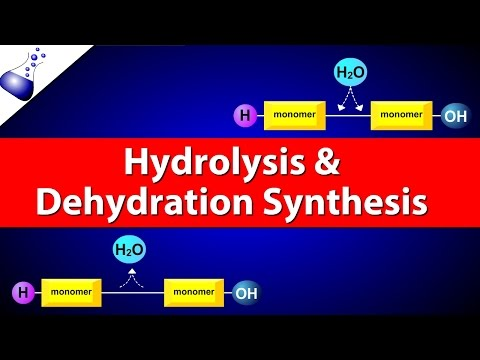 H₂O
H monomer monomer OH
Hydrolysis &
Dehydration Synthesis
H₂O
H monomer monomer OH